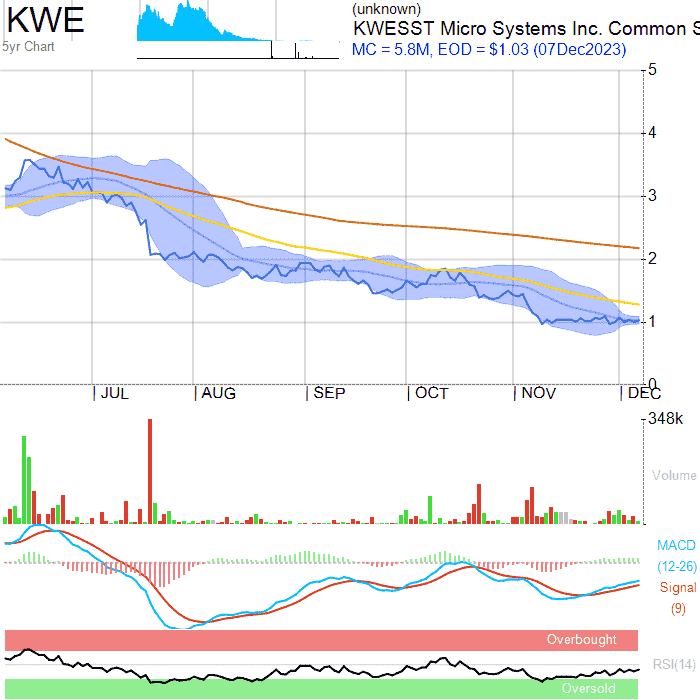 KWE
5yr Chart
(unknown)
KWESST Micro Systems Inc. Common S
MC = 5.8M, EOD = $1.03 (07Dec2023)
5
4
3
2
1
0
JUL AUG SEP OCT NOV DEC
348k
Volume
MACD
(12-26)
Signal
(9)
Overbought
RSI(14)
Oversold